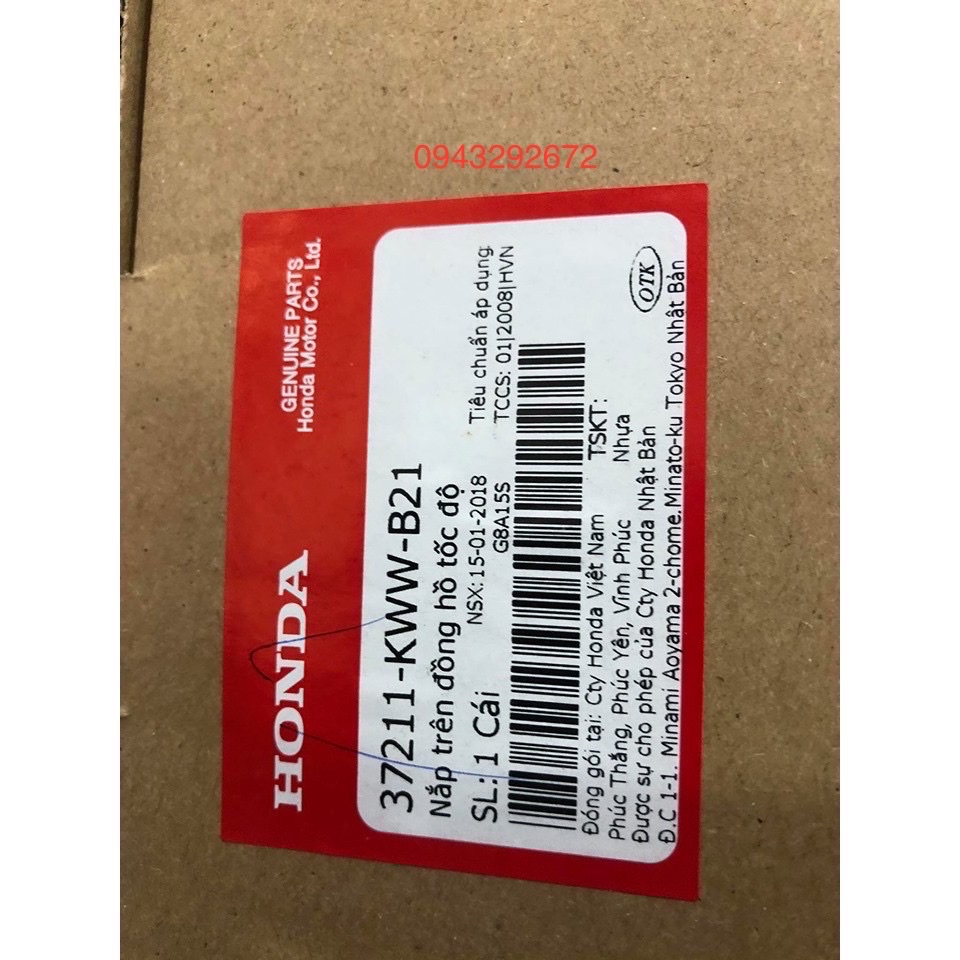 0943292672
HONDA
GENUINE PARTS
Honda Motor Co., Ltd.
37211-KWW-B21
Nắp trên đồng hồ tốc độ
SL: 1 Cái
NSX: 15-01-2018
G8A15S
Tiêu chuẩn áp dụng:
TCCS: 01|2008|HVN
Đóng gói tại: Cty Honda Việt Nam
Phúc Thắng, Phúc Yên, Vĩnh Phúc
TSKT:
Nhựa
Được sự cho phép của Cty Honda Nhật Bản
Đ.C 1-1. Minami Aoyama 2-chome.Minato-ku Tokyo Nhật Bản
OTK